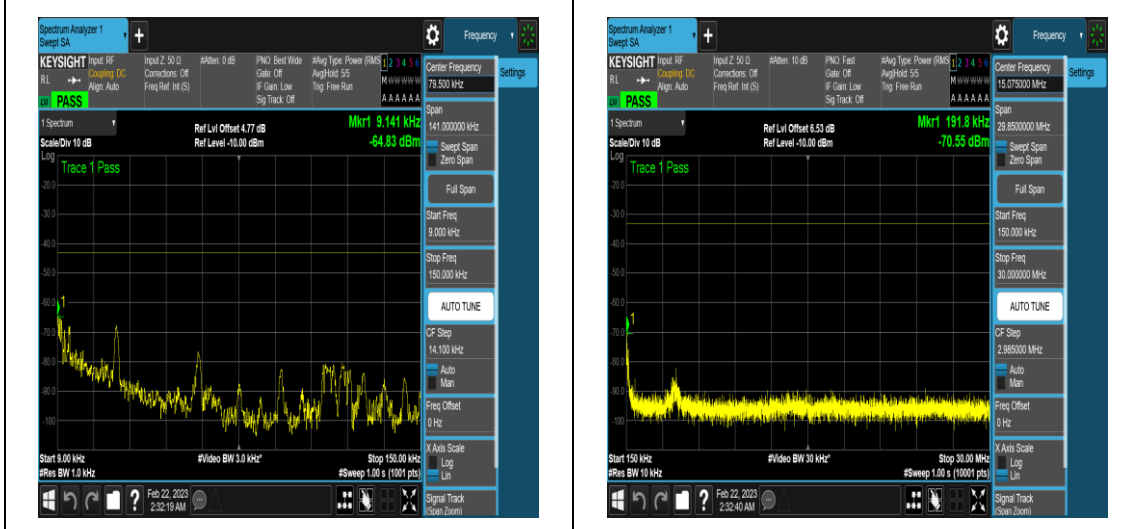 Spectrum Analyzer 1
Swept SA
Frequency
KEYSIGHT
RL
Input: RF
Coupling: DC
Align: Auto
Input Z: 50 Ω
Corrections: Off
Freq Ref: Int (S)
#Atten: 0 dB
PNO: Best Wide
Gate: Off
IF Gain: Low
Sig Track: Off
#Avg Type: Power (RMS
Avg|Hold: 5/5
Trig: Free Run
1 2 3 4 5 6
M W W W W W
A A A A A A
PASS
Center Frequency
79.500 kHz
Settings
1 Spectrum
Scale/Div 10 dB
Log
Ref Lvl Offset 4.77 dB
Ref Level -10.00 dBm
Mkr1 9.141 kHz
-64.83 dBm
Trace 1 Pass
-20.0
-30.0
-40.0
-50.0
-60.0
-70.0
-80.0
-90.0
-100
1
Span
141.000000 kHz
Swept Span
Zero Span
Full Span
Start Freq
9.000 kHz
Stop Freq
150.000 kHz
AUTO TUNE
CF Step
14.100 kHz
Auto
Man
Freq Offset
0 Hz
X Axis Scale
Log
Lin
Signal Track
(Span Zoom)
Start 9.00 kHz
#Res BW 1.0 kHz
#Video BW 3.0 kHz*
Stop 150.00 kHz
#Sweep 1.00 s (1001 pts)
Feb 22, 2023
2:32:19 AM
Spectrum Analyzer 1
Swept SA
Frequency
KEYSIGHT
RL
Input: RF
Coupling: DC
Align: Auto
Input Z: 50 Ω
Corrections: Off
Freq Ref: Int (S)
#Atten: 10 dB
PNO: Fast
Gate: Off
IF Gain: Low
Sig Track: Off
#Avg Type: Power (RMS
Avg|Hold: 5/5
Trig: Free Run
1 2 3 4 5 6
M W W W W W
A A A A A A
PASS
Center Frequency
15.075000 MHz
Settings
1 Spectrum
Scale/Div 10 dB
Log
Ref Lvl Offset 6.53 dB
Ref Level -10.00 dBm
Mkr1 191.8 kHz
-70.55 dBm
Trace 1 Pass
-20.0
-30.0
-40.0
-50.0
-60.0
-70.0
-80.0
-90.0
-100
1
Span
29.8500000 MHz
Swept Span
Zero Span
Full Span
Start Freq
150.000 kHz
Stop Freq
30.000000 MHz
AUTO TUNE
CF Step
2.985000 MHz
Auto
Man
Freq Offset
0 Hz
X Axis Scale
Log
Lin
Signal Track
(Span Zoom)
Start 150 kHz
#Res BW 10 kHz
#Video BW 30 kHz*
Stop 30.00 MHz
#Sweep 1.00 s (10001 pts)
Feb 22, 2023
2:32:40 AM